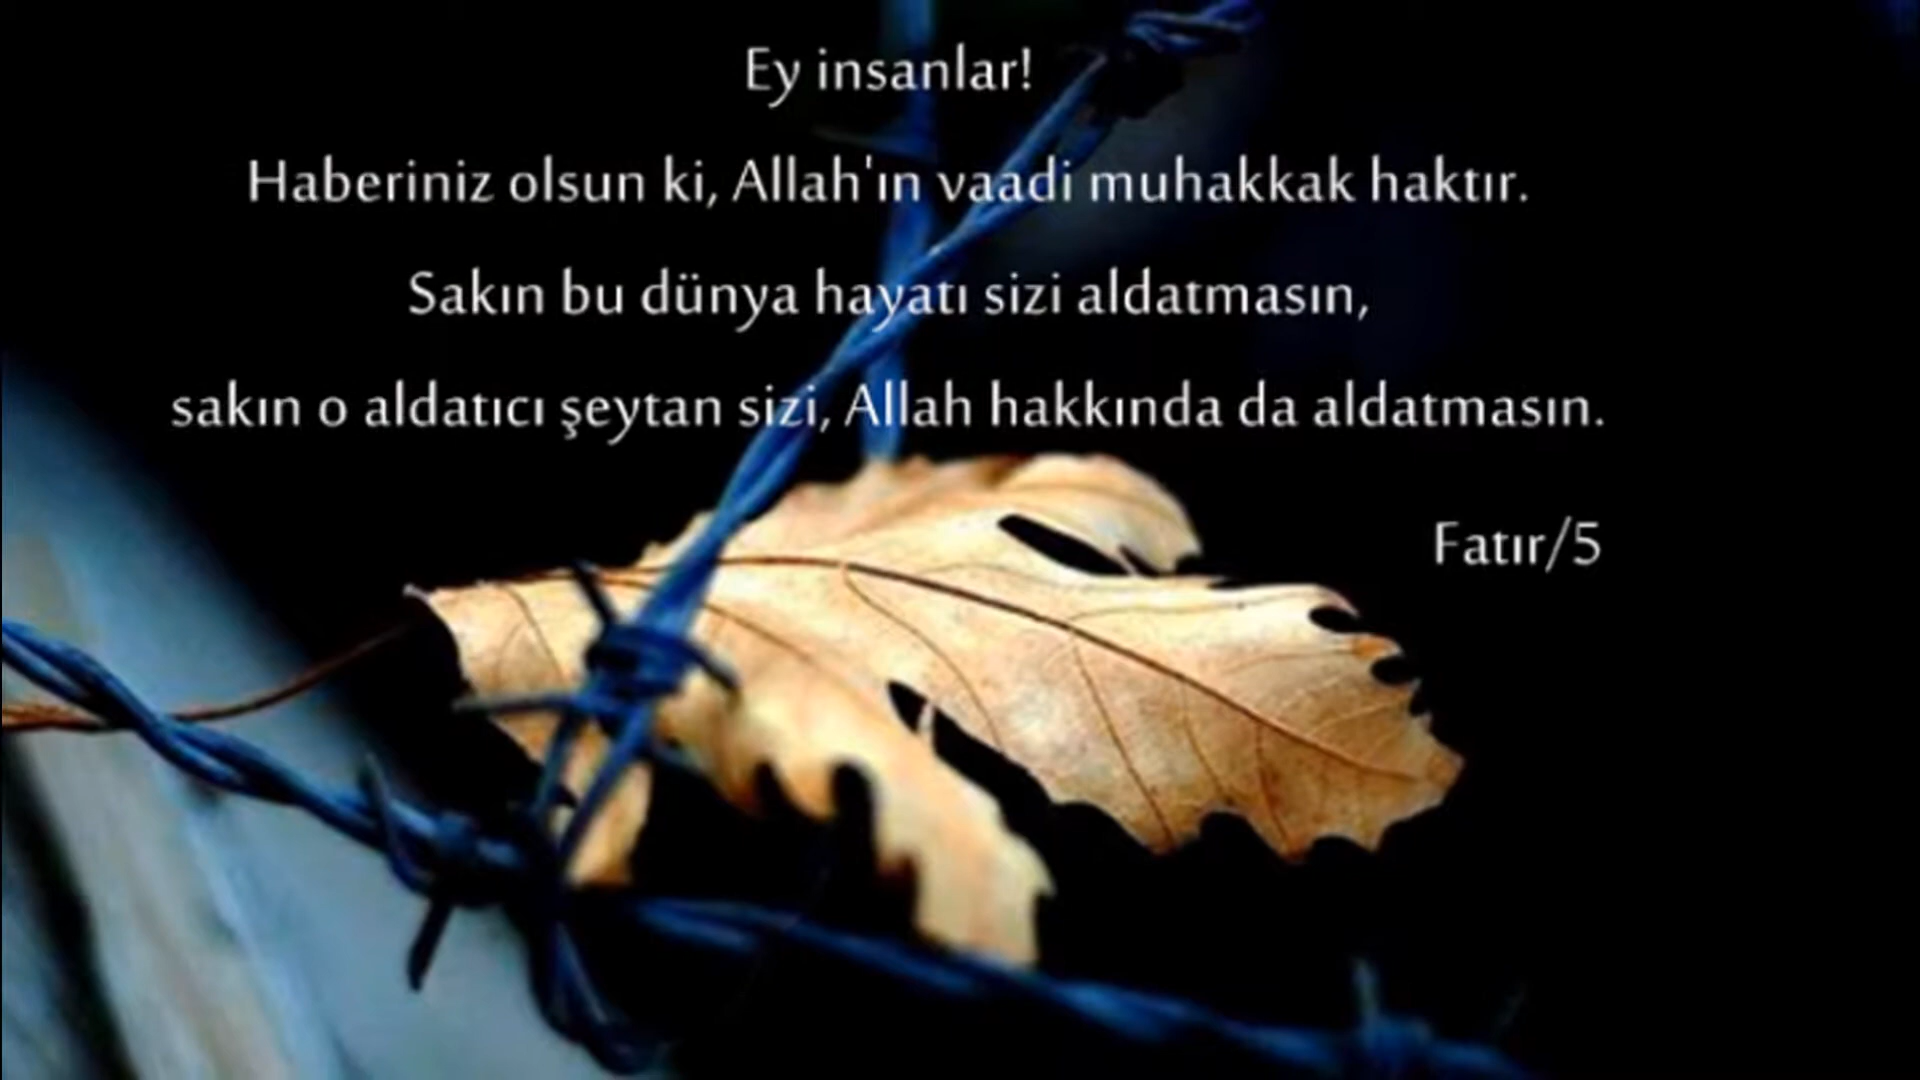 Ey insanlar!
Haberiniz olsun ki, Allah'ın vaadi muhakkak haktır.
Sakın bu dünya hayatı sizi aldatmasın,
sakın o aldatıcı şeytan sizi, Allah hakkında da aldatmasın.
Fatır/5